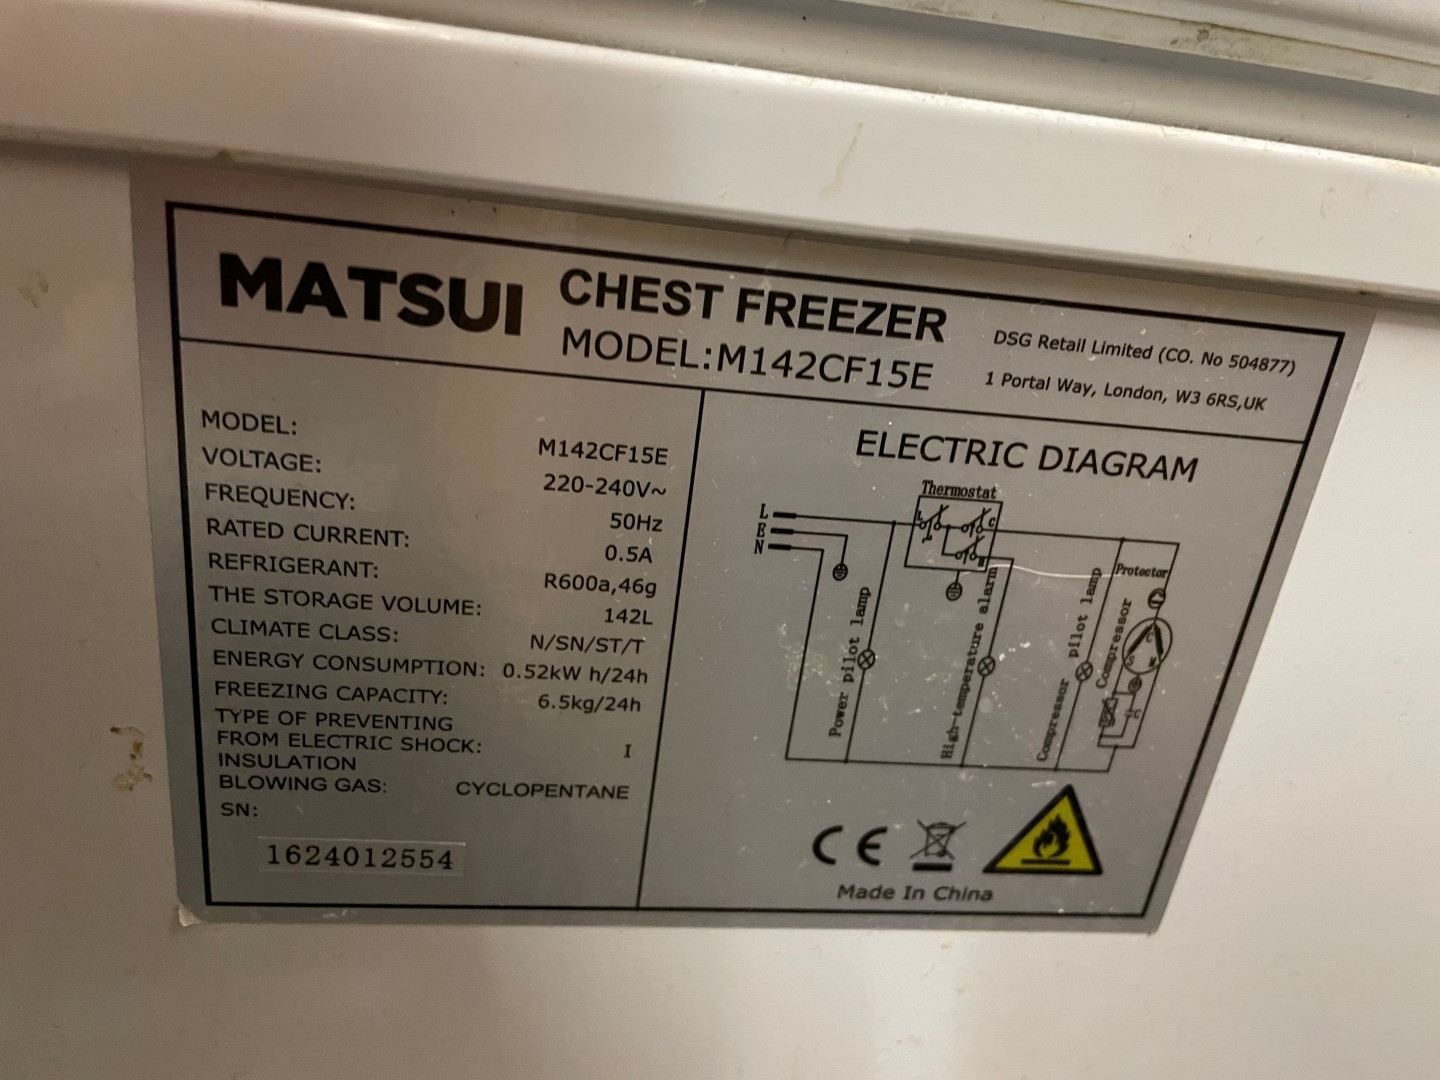 MATSUI
CHEST FREEZER
MODEL:M142CF15E
DSG Retail Limited (CO. No 504877)
1 Portal Way, London, W3 6RS,UK
MODEL: M142CF15E
VOLTAGE: 220-240V~
FREQUENCY: 50Hz
RATED CURRENT: 0.5A
REFRIGERANT: R600a,46g
THE STORAGE VOLUME: 142L
CLIMATE CLASS: N/SN/ST/T
ENERGY CONSUMPTION: 0.52kW h/24h
FREEZING CAPACITY: 6.5kg/24h
TYPE OF PREVENTING
FROM ELECTRIC SHOCK: I
INSULATION
BLOWING GAS: CYCLOPENTANE
SN:
1624012554
ELECTRIC DIAGRAM
Thermostat
L
E
N
L
C
Power pilot lamp
High-temperature alarm
Compressor pilot lamp
Compressor
Protector
C
S
CE
Made In China